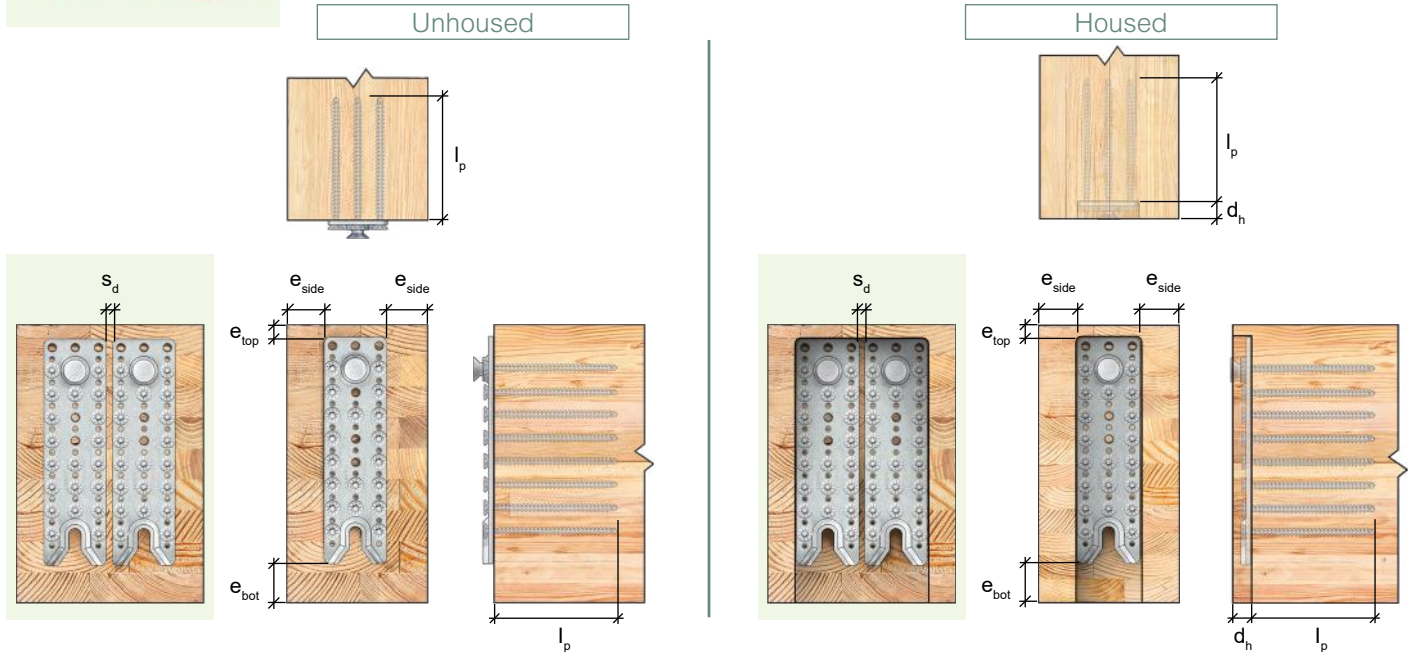 Unhoused
l_p
s_d
e_side e_side
e_top
e_bot
l_p
Housed
l_p
d_h
s_d
e_side e_side
e_top
e_bot
d_h l_p